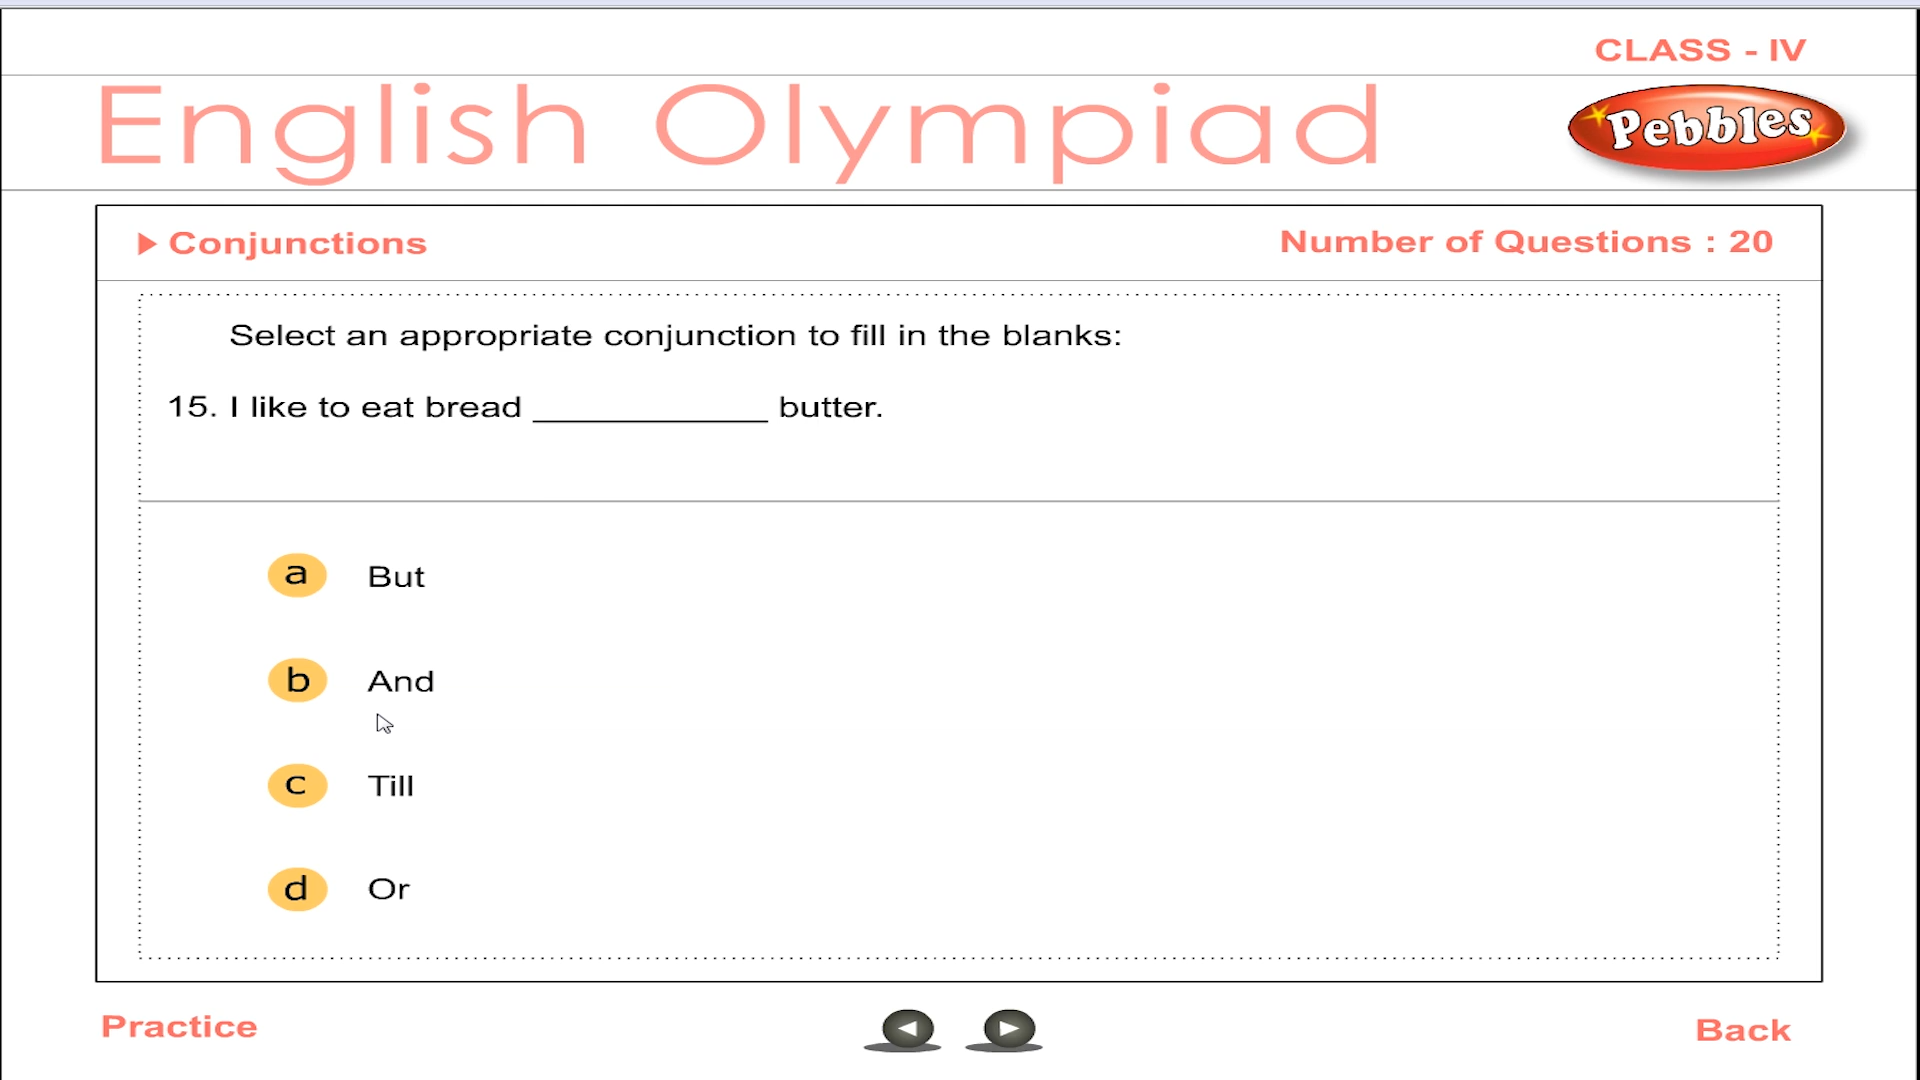 CLASS - IV
English Olympiad
Pebbles
Conjunctions
Number of Questions : 20
Select an appropriate conjunction to fill in the blanks:
15. I like to eat bread ______________ butter.
a But
b And
c Till
d Or
Practice
Back